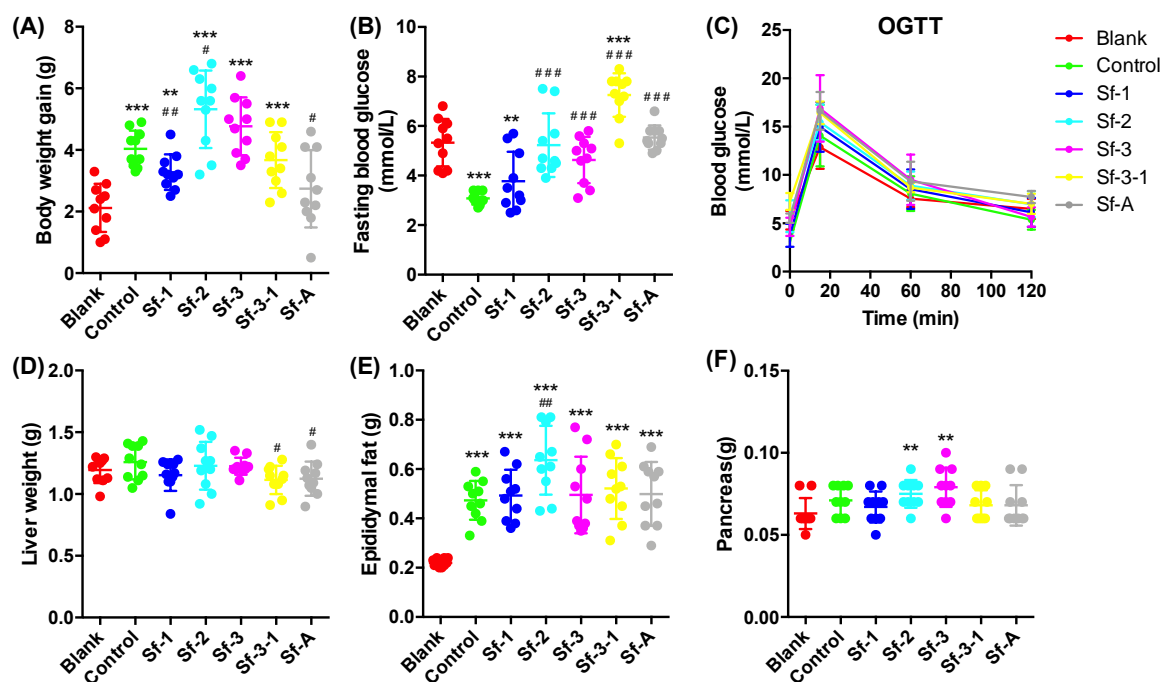 (A)
Body weight gain (g)
8
6
4
2
0
***
**
##
***
#
***
***
#
Blank
Control
Sf-1
Sf-2
Sf-3
Sf-3-1
Sf-A
(B)
Fasting blood glucose
(mmol/L)
10
8
6
4
2
0
***
**
###
###
***
###
###
Blank
Control
Sf-1
Sf-2
Sf-3
Sf-3-1
Sf-A
(C)
OGTT
Blood glucose
(mmol/L)
25
20
15
10
5
0
0
20
40
60
80
100
120
Time (min)
Blank
Control
Sf-1
Sf-2
Sf-3
Sf-3-1
Sf-A
(D)
Liver weight (g)
2.0
1.5
1.0
0.5
0.0
#
#
Blank
Control
Sf-1
Sf-2
Sf-3
Sf-3-1
Sf-A
(E)
Epididymal fat (g)
1.0
0.8
0.6
0.4
0.2
0.0
***
***
***
##
***
***
***
Blank
Control
Sf-1
Sf-2
Sf-3
Sf-3-1
Sf-A
(F)
Pancreas(g)
0.15
0.10
0.05
0.00
**
**
Blank
Control
Sf-1
Sf-2
Sf-3
Sf-3-1
Sf-A